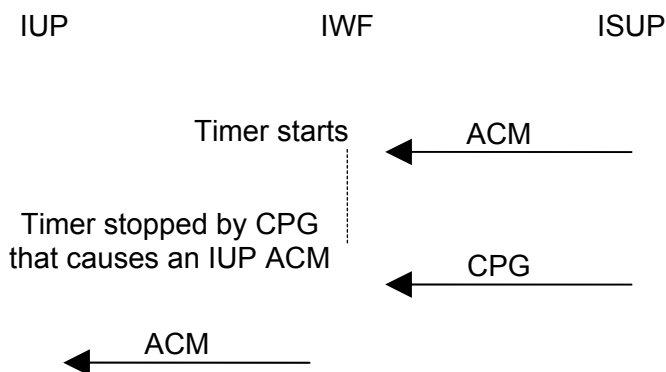 IUP IWF ISUP
Timer starts ACM
Timer stopped by CPG
that causes an IUP ACM
CPG
ACM